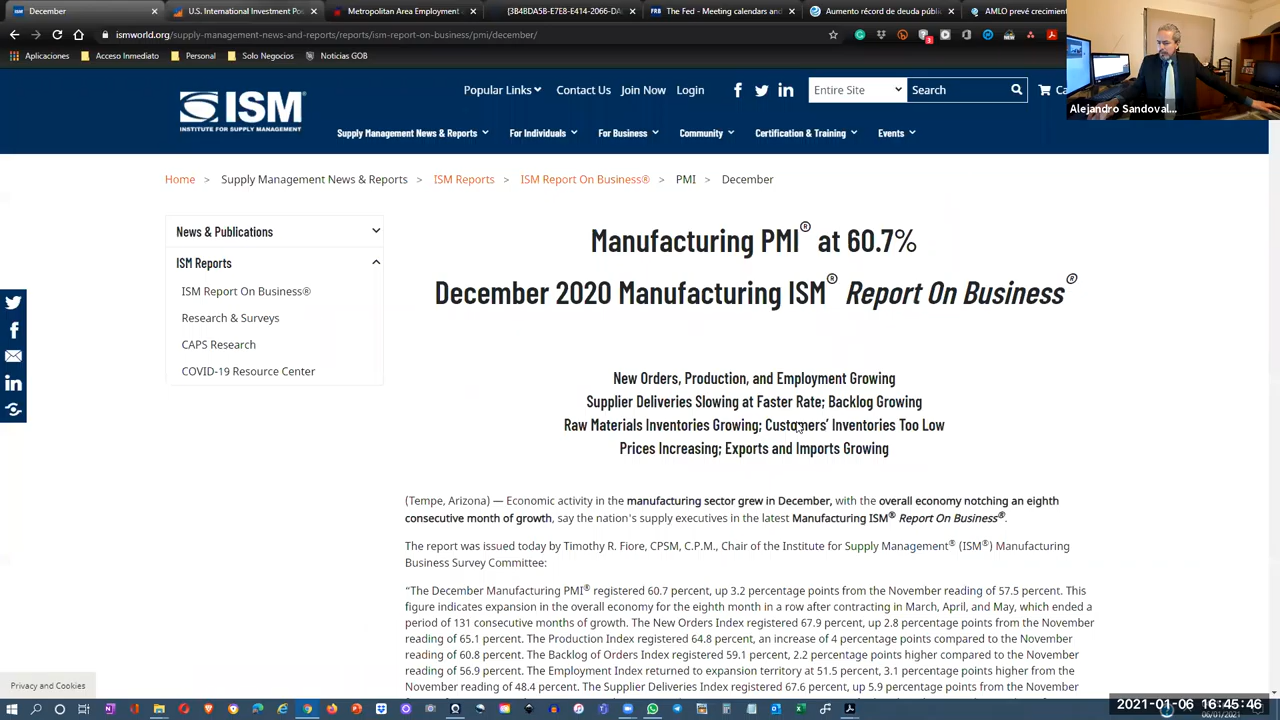 December
U.S. International Investment Po
Metropolitan Area Employment
The Fed - Meeting calendars and
Aumento récord de deuda públi
AMLO prevé crecimien
ismworld.org/supply-management-news-and-reports/reports/ism-report-on-business/pmi/december/
Aplicaciones
Acceso Inmediato
Personal
Solo Negocios
Noticias GOB
Alejandro Sandoval...
ISM
INSTITUTE FOR SUPPLY MANAGEMENT
Popular Links
Contact Us
Join Now
Login
Entire Site
Search
Ca
Supply Management News & Reports
For Individuals
For Business
Community
Certification & Training
Events
Home > Supply Management News & Reports > ISM Reports > ISM Report On Business® > PMI > December
News & Publications
ISM Reports
ISM Report On Business®
Research & Surveys
CAPS Research
COVID-19 Resource Center
Manufacturing PMI® at 60.7%
December 2020 Manufacturing ISM® Report On Business®
New Orders, Production, and Employment Growing
Supplier Deliveries Slowing at Faster Rate; Backlog Growing
Raw Materials Inventories Growing; Customers’ Inventories Too Low
Prices Increasing; Exports and Imports Growing
(Tempe, Arizona) — Economic activity in the manufacturing sector grew in December, with the overall economy notching an eighth
consecutive month of growth, say the nation's supply executives in the latest Manufacturing ISM® Report On Business®.
The report was issued today by Timothy R. Fiore, CPSM, C.P.M., Chair of the Institute for Supply Management® (ISM®) Manufacturing
Business Survey Committee:
“The December Manufacturing PMI® registered 60.7 percent, up 3.2 percentage points from the November reading of 57.5 percent. This
figure indicates expansion in the overall economy for the eighth month in a row after contracting in March, April, and May, which ended a
period of 131 consecutive months of growth. The New Orders Index registered 67.9 percent, up 2.8 percentage points from the November
reading of 65.1 percent. The Production Index registered 64.8 percent, an increase of 4 percentage points compared to the November
reading of 60.8 percent. The Backlog of Orders Index registered 59.1 percent, 2.2 percentage points higher compared to the November
reading of 56.9 percent. The Employment Index returned to expansion territory at 51.5 percent, 3.1 percentage points higher from the
November reading of 48.4 percent. The Supplier Deliveries Index registered 67.6 percent, up 5.9 percentage points from the November
Privacy and Cookies
2021-01-06 16:45:46